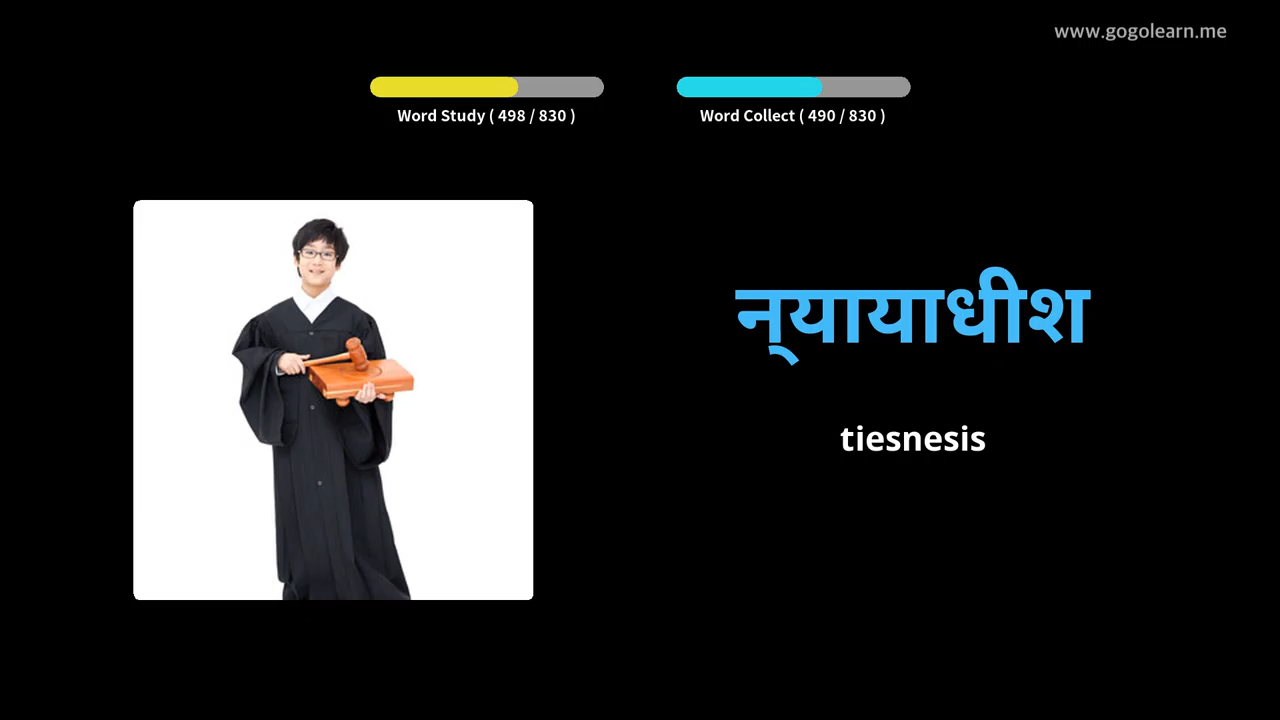 www.gogolearn.me
Word Study ( 498 / 830 )
Word Collect ( 490 / 830 )
न्‌यायाधीश
tiesnesis